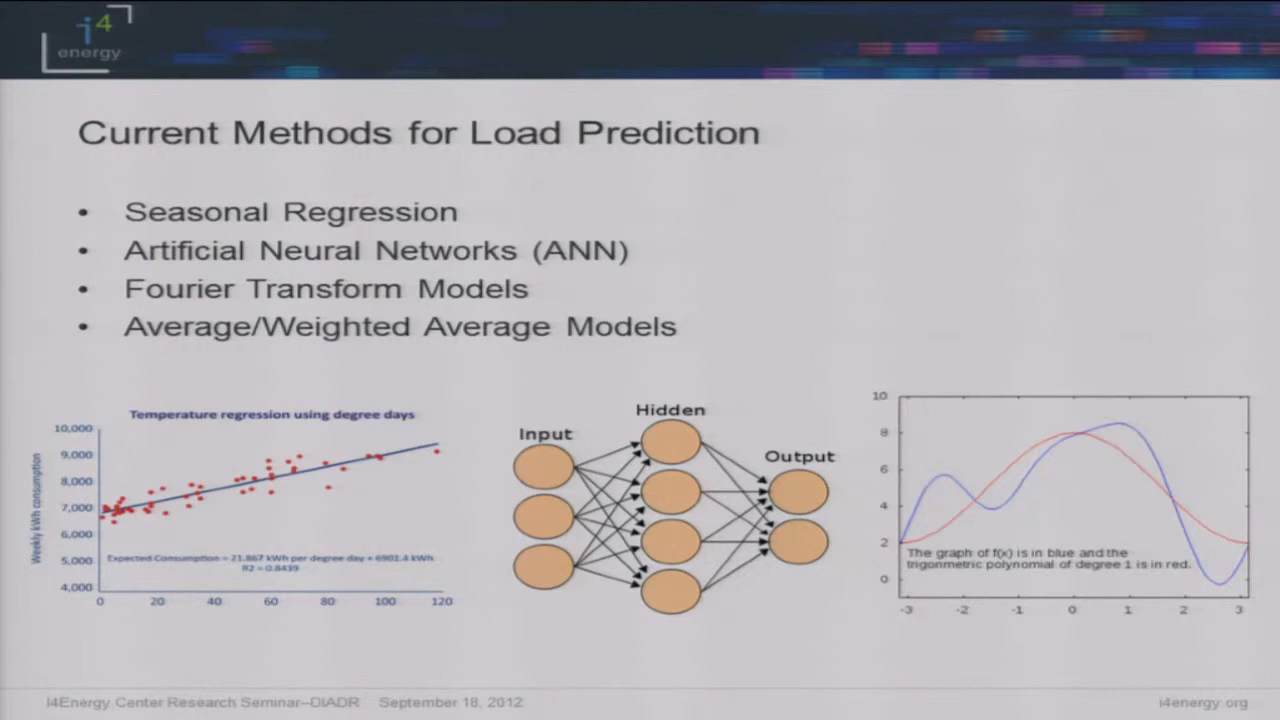 i4
energy
Current Methods for Load Prediction
• Seasonal Regression
• Artificial Neural Networks (ANN)
• Fourier Transform Models
• Average/Weighted Average Models
Temperature regression using degree days
Weekly kWh consumption
10,000
9,000
8,000
7,000
6,000
5,000
4,000
Expected Consumption = 21.867 kWh per degree day + 6901.4 kWh
R2 = 0.8439
0 20 40 60 80 100 120
Input
Hidden
Output
10
8
6
4
2
0
The graph of f(x) is in blue and the
trigonmetric polynomial of degree 1 is in red.
-3 -2 -1 0 1 2 3
i4Energy Center Research Seminar--DIADR September 18, 2012
i4energy.org